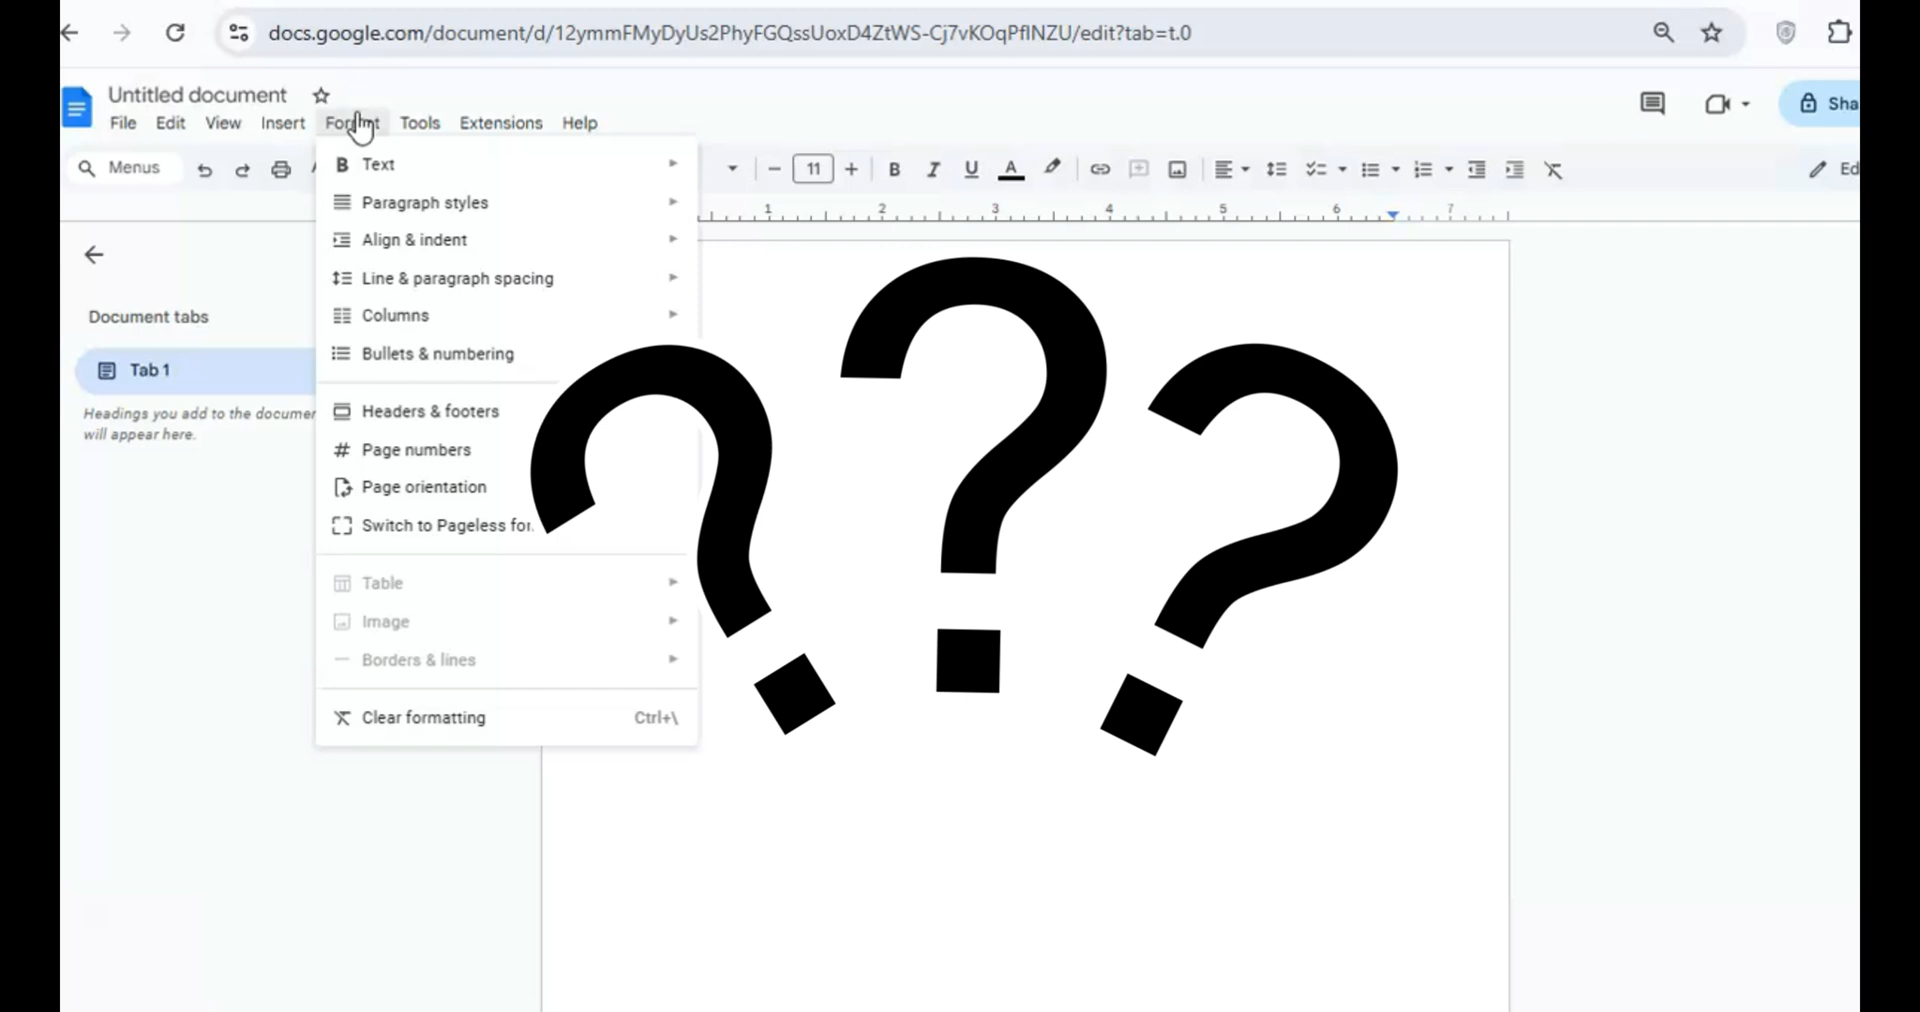 docs.google.com/document/d/12ymmFMyDyUs2PhyFGQssUoxD4ZtWS-Cj7vKOqPflNZU/edit?tab=t.0
Untitled document
File Edit View Insert Format Tools Extensions Help
Sha
Menus
11
Ed
1 2 3 4 5 6 7
Text
Paragraph styles
Align & indent
Line & paragraph spacing
Columns
Bullets & numbering
Headers & footers
Page numbers
Page orientation
Switch to Pageless for
Table
Image
Borders & lines
Clear formatting Ctrl+\
Document tabs
Tab 1
Headings you add to the documen
will appear here.
? ? ?